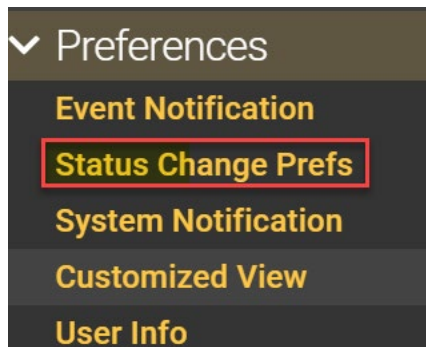 Preferences
Event Notification
Status Change Prefs
System Notification
Customized View
User Info